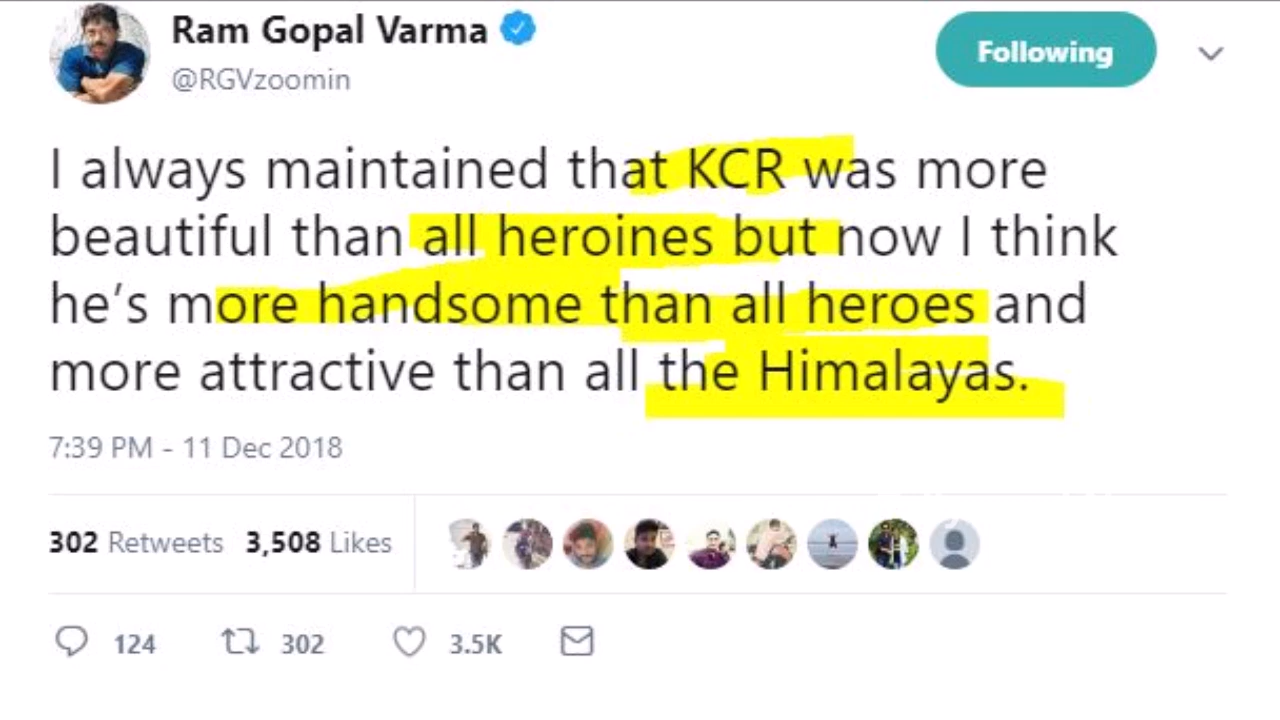 Ram Gopal Varma
@RGVzoomin
Following
I always maintained that KCR was more
beautiful than all heroines but now I think
he's more handsome than all heroes and
more attractive than all the Himalayas.
7:39 PM - 11 Dec 2018
302 Retweets 3,508 Likes
124 302 3.5K